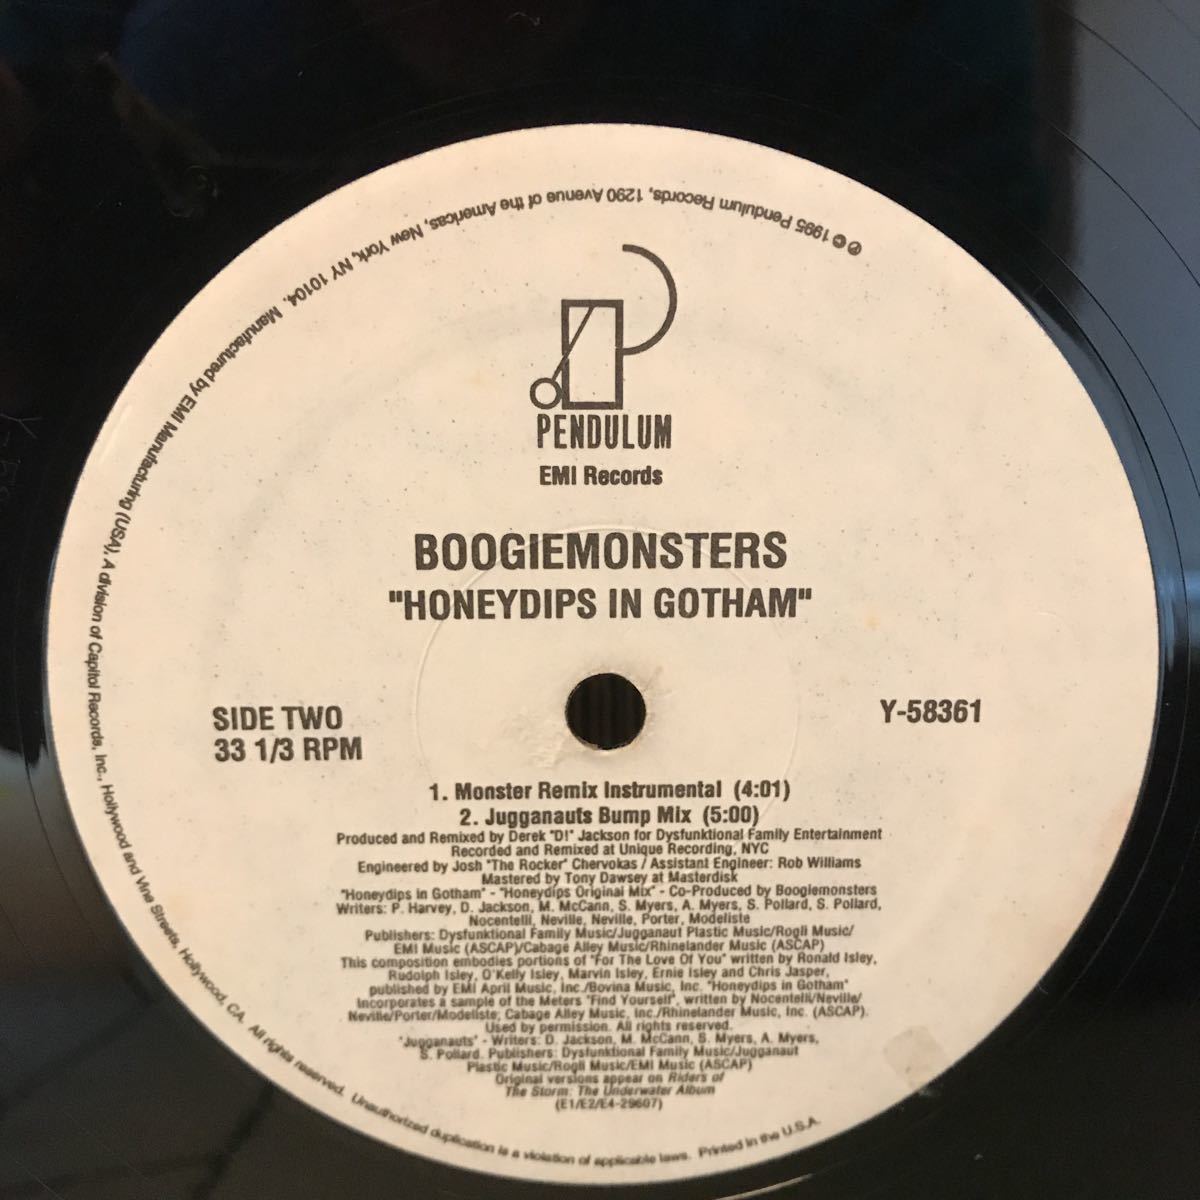 ℗ © 1995 Pendulum Records, 1290 Avenue of the Americas, New York, NY 10104. Manufactured by EMI Manufacturing (USA), A division of Capitol Records, Inc., Hollywood and Vine Streets, Hollywood, CA. All rights reserved. Unauthorized duplication is a violation of applicable laws. Printed in the U.S.A.
PENDULUM
EMI Records
BOOGIEMONSTERS
"HONEYDIPS IN GOTHAM"
SIDE TWO
33 1/3 RPM
Y-58361
1. Monster Remix Instrumental (4:01)
2. Jugganauts Bump Mix (5:00)
Produced and Remixed by Derek "D!" Jackson for Dysfunktional Family Entertainment
Recorded and Remixed at Unique Recording, NYC
Engineered by Josh "The Rocker" Chervokas / Assistant Engineer: Rob Williams
Mastered by Tony Dawsey at Masterdisk
"Honeydips in Gotham" - "Honeydips Original Mix" - Co-Produced by Boogiemonsters
Writers: P. Harvey, D. Jackson, M. McCann, S. Myers, A. Myers, S. Pollard, S. Pollard,
Nocentelli, Neville, Neville, Porter, Modeliste
Publishers: Dysfunktional Family Music/Jugganaut Plastic Music/Rogli Music/
EMI Music (ASCAP)/Cabage Alley Music/Rhinelander Music (ASCAP)
This composition embodies portions of "For The Love Of You" written by Ronald Isley,
Rudolph Isley, O'Kelly Isley, Marvin Isley, Ernie Isley and Chris Jasper,
published by EMI April Music, Inc./Bovina Music, Inc. "Honeydips in Gotham"
Incorporates a sample of the Meters "Find Yourself", written by Nocentelli/Neville/
Neville/Porter/Modeliste; Cabage Alley Music, Inc./Rhinelander Music, Inc. (ASCAP).
Used by permission. All rights reserved.
"Jugganauts" - Writers: D. Jackson, M. McCann, S. Myers, A. Myers,
S. Pollard. Publishers: Dysfunktional Family Music/Jugganaut
Plastic Music/Rogli Music/EMI Music (ASCAP)
Original versions appear on Riders of
The Storm: The Underwater Album
(E1/E2/E4-29607)